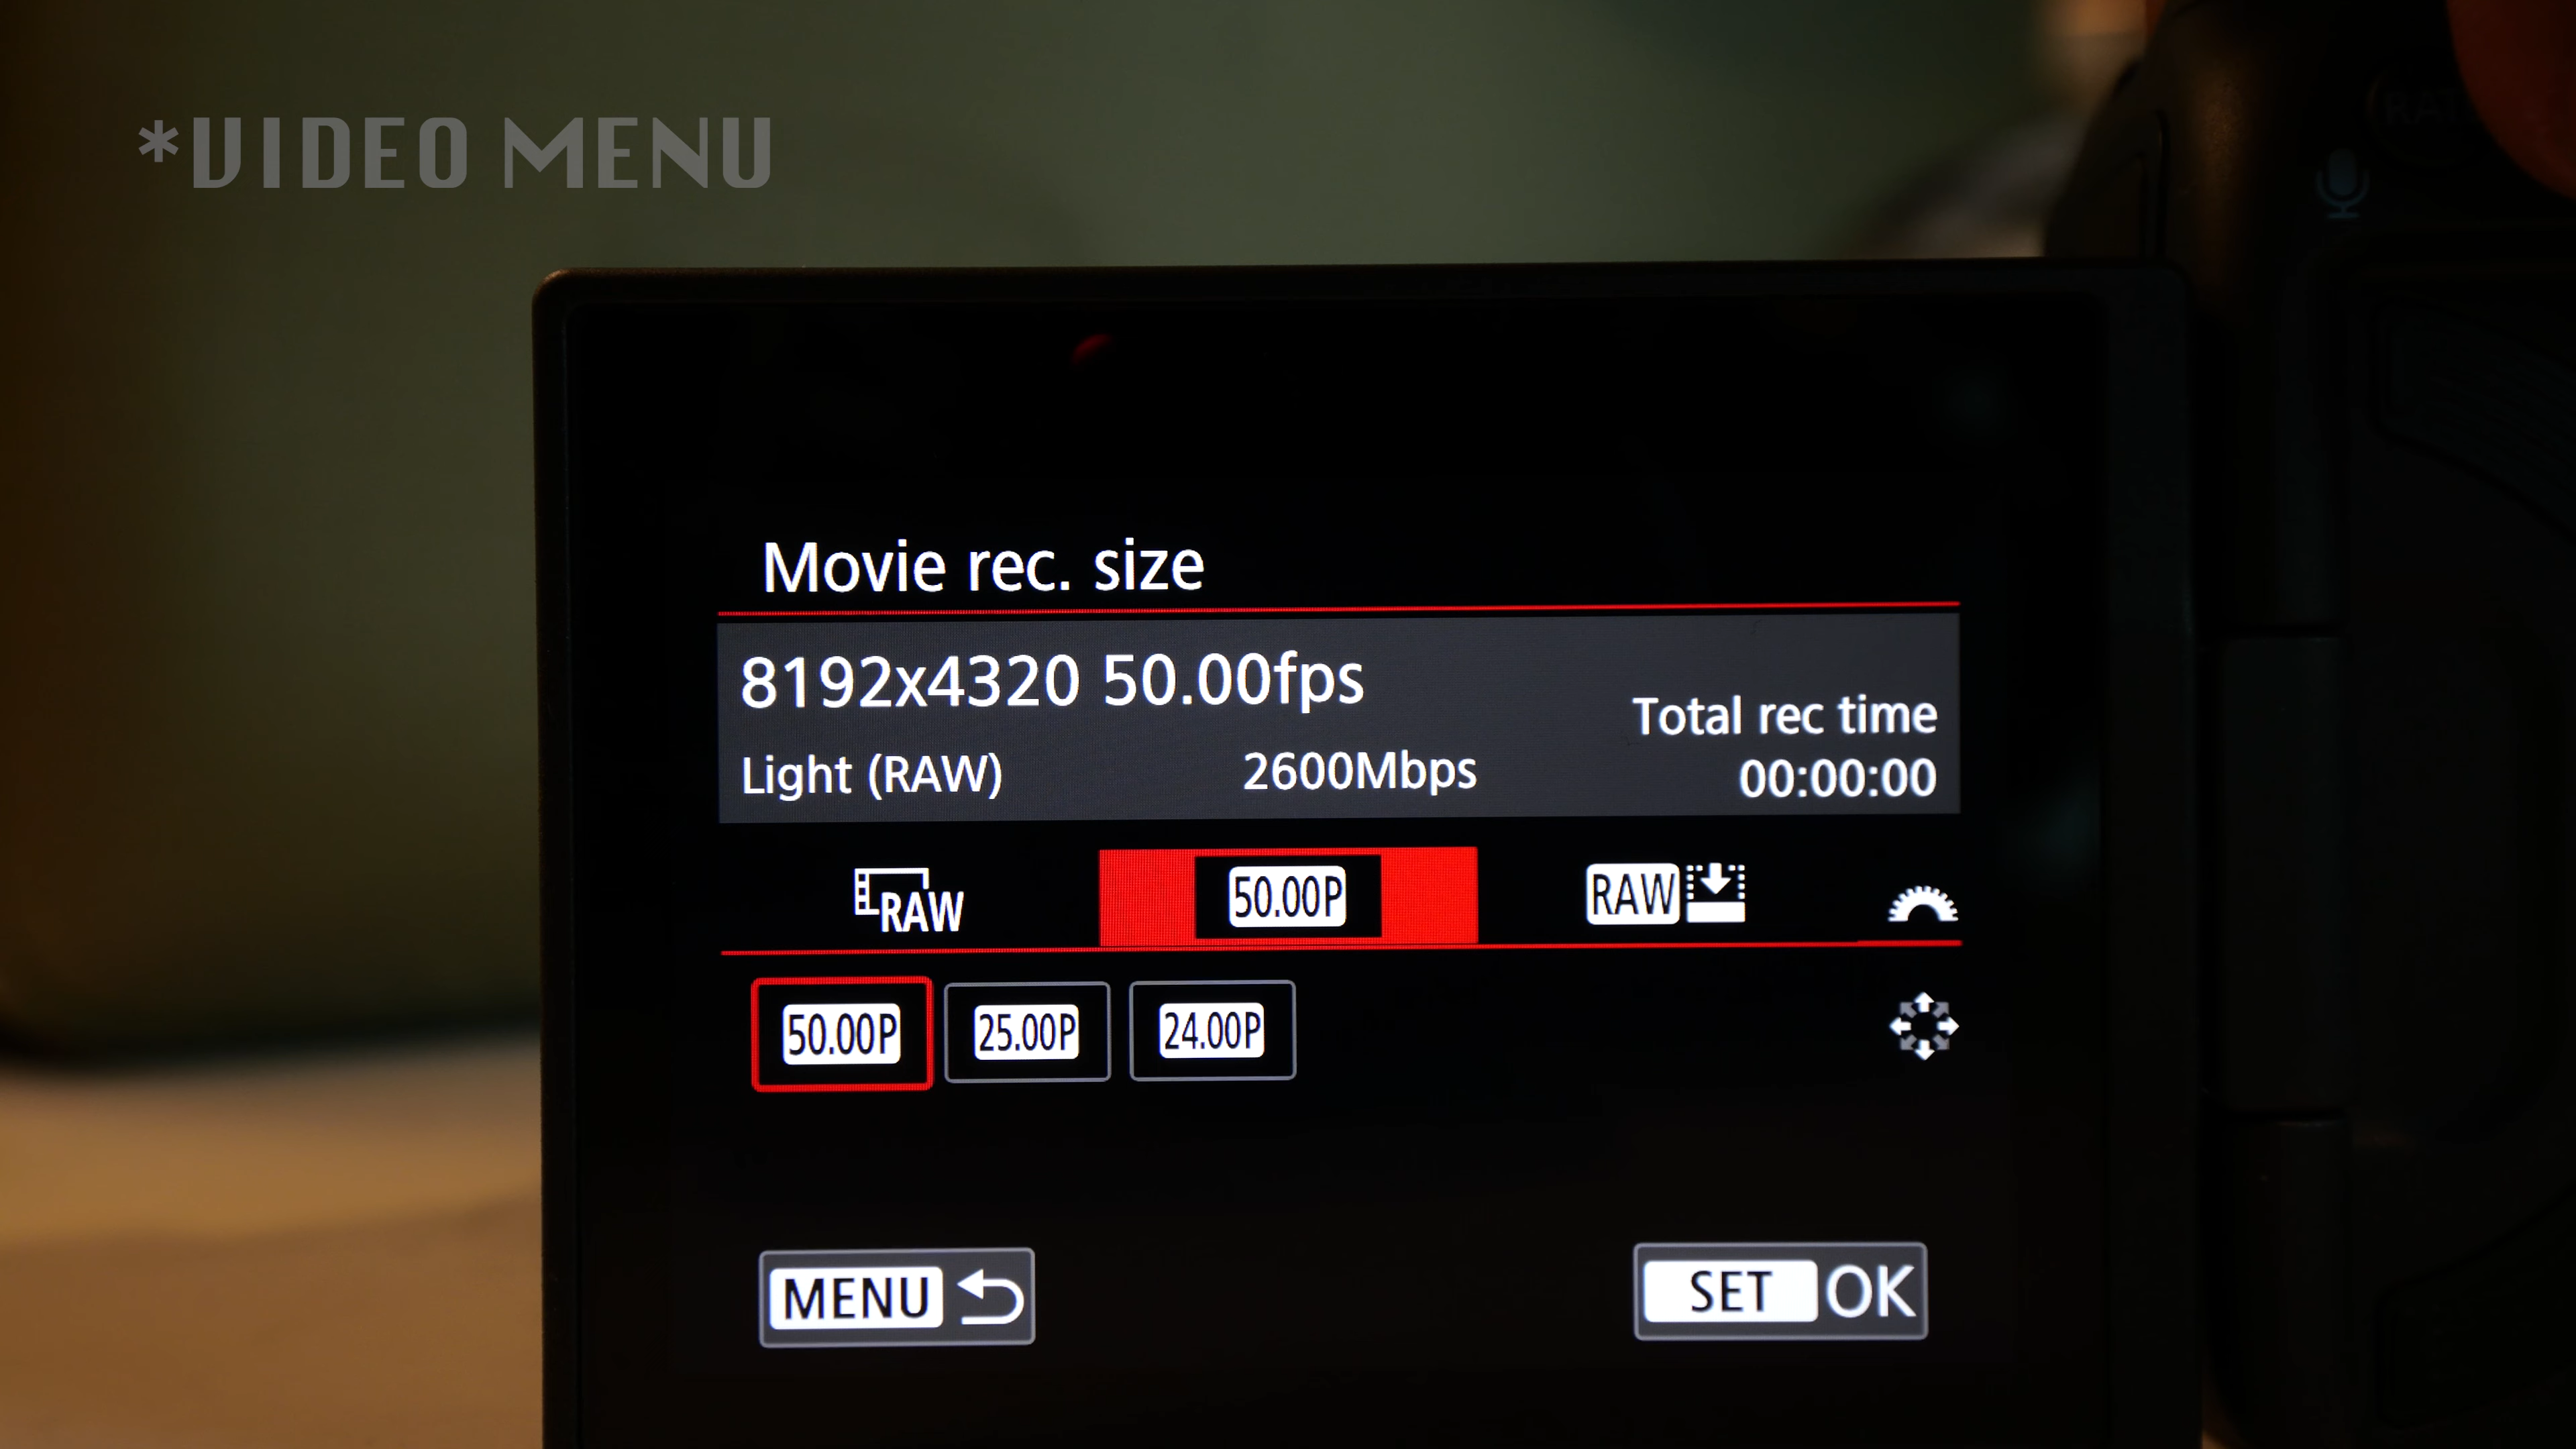 *VIDEO MENU
Movie rec. size
8192x4320 50.00fps
Light (RAW) 2600Mbps
Total rec time
00:00:00
RAW 50.00P RAW
50.00P 25.00P 24.00P
MENU SET OK